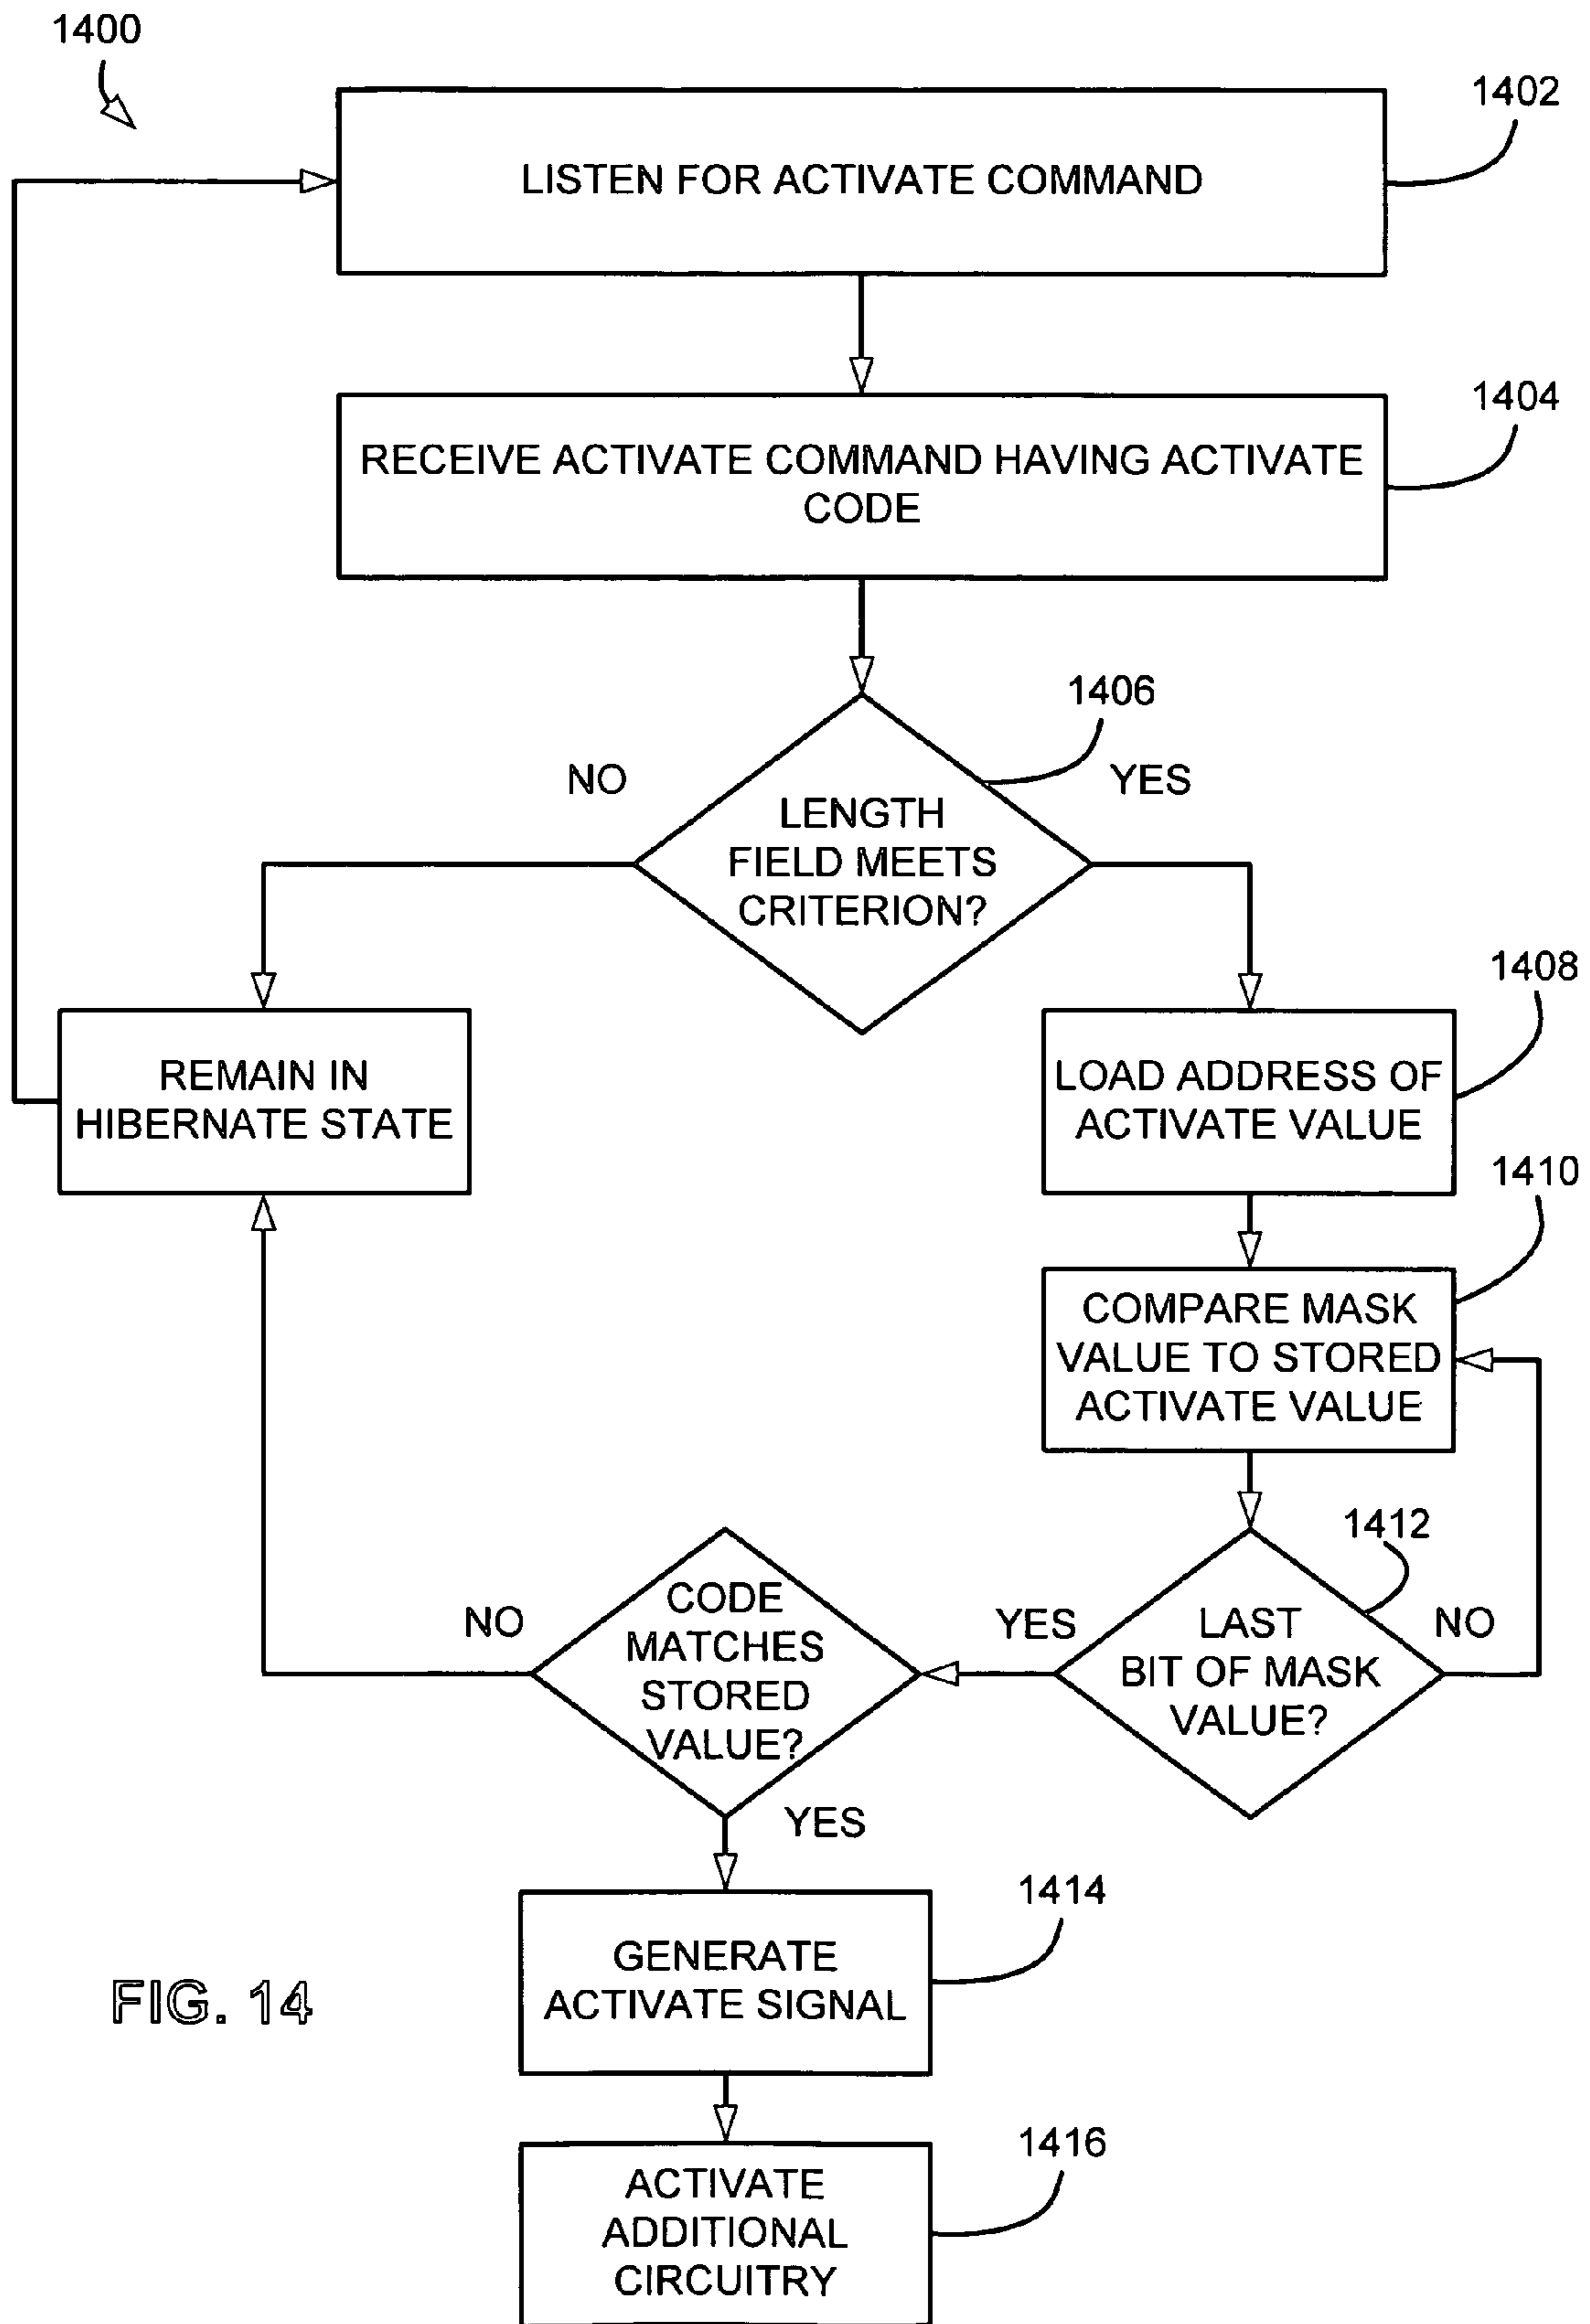 1400
1402
LISTEN FOR ACTIVATE COMMAND
1404
RECEIVE ACTIVATE COMMAND HAVING ACTIVATE
CODE
1406
NO
YES
LENGTH
FIELD MEETS
CRITERION?
1408
REMAIN IN
HIBERNATE STATE
LOAD ADDRESS OF
ACTIVATE VALUE
1410
COMPARE MASK
VALUE TO STORED
ACTIVATE VALUE
1412
NO
CODE
MATCHES
STORED
VALUE?
YES
LAST
BIT OF MASK
VALUE?
NO
YES
1414
GENERATE
ACTIVATE SIGNAL
FIG. 14
1416
ACTIVATE
ADDITIONAL
CIRCUITRY